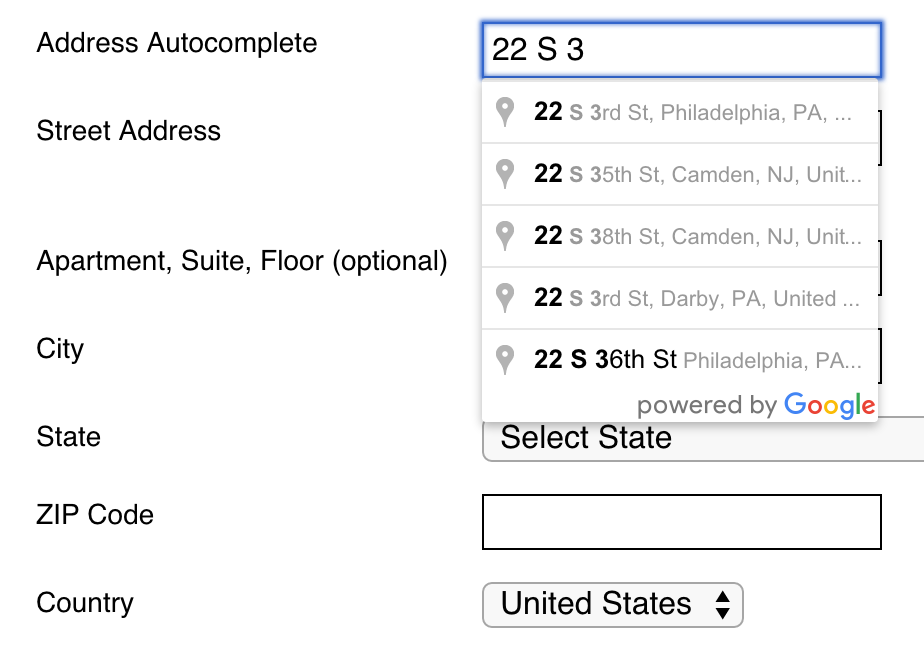 Address Autocomplete
22 S 3
22 S 3rd St, Philadelphia, PA, ...
Street Address
22 S 35th St, Camden, NJ, Unit...
22 S 38th St, Camden, NJ, Unit...
Apartment, Suite, Floor (optional)
22 S 3rd St, Darby, PA, United ...
City
22 S 36th St Philadelphia, PA...
powered by Google
State
Select State
ZIP Code
Country
United States